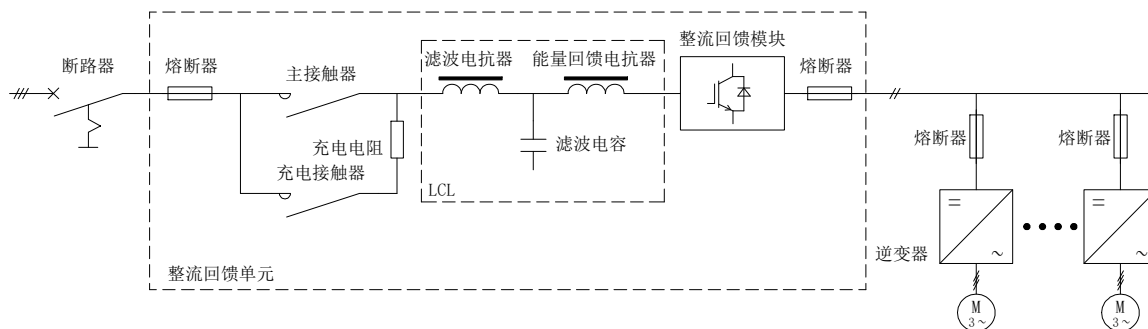 断路器
熔断器
主接触器
充电电阻
充电接触器
滤波电抗器
能量回馈电抗器
滤波电容
LCL
整流回馈模块
熔断器
整流回馈单元
熔断器
熔断器
逆变器
M
3~
M
3~